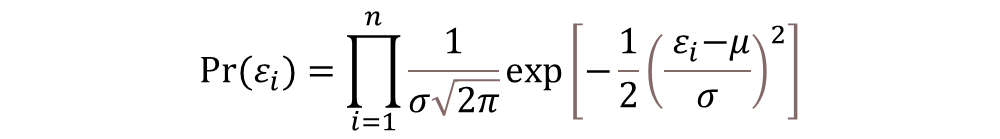 Pr(εᵢ) = ∏ᵢ₌₁ⁿ 1/(σ√2π) exp [−1/2 ((εᵢ−μ)/σ)²]